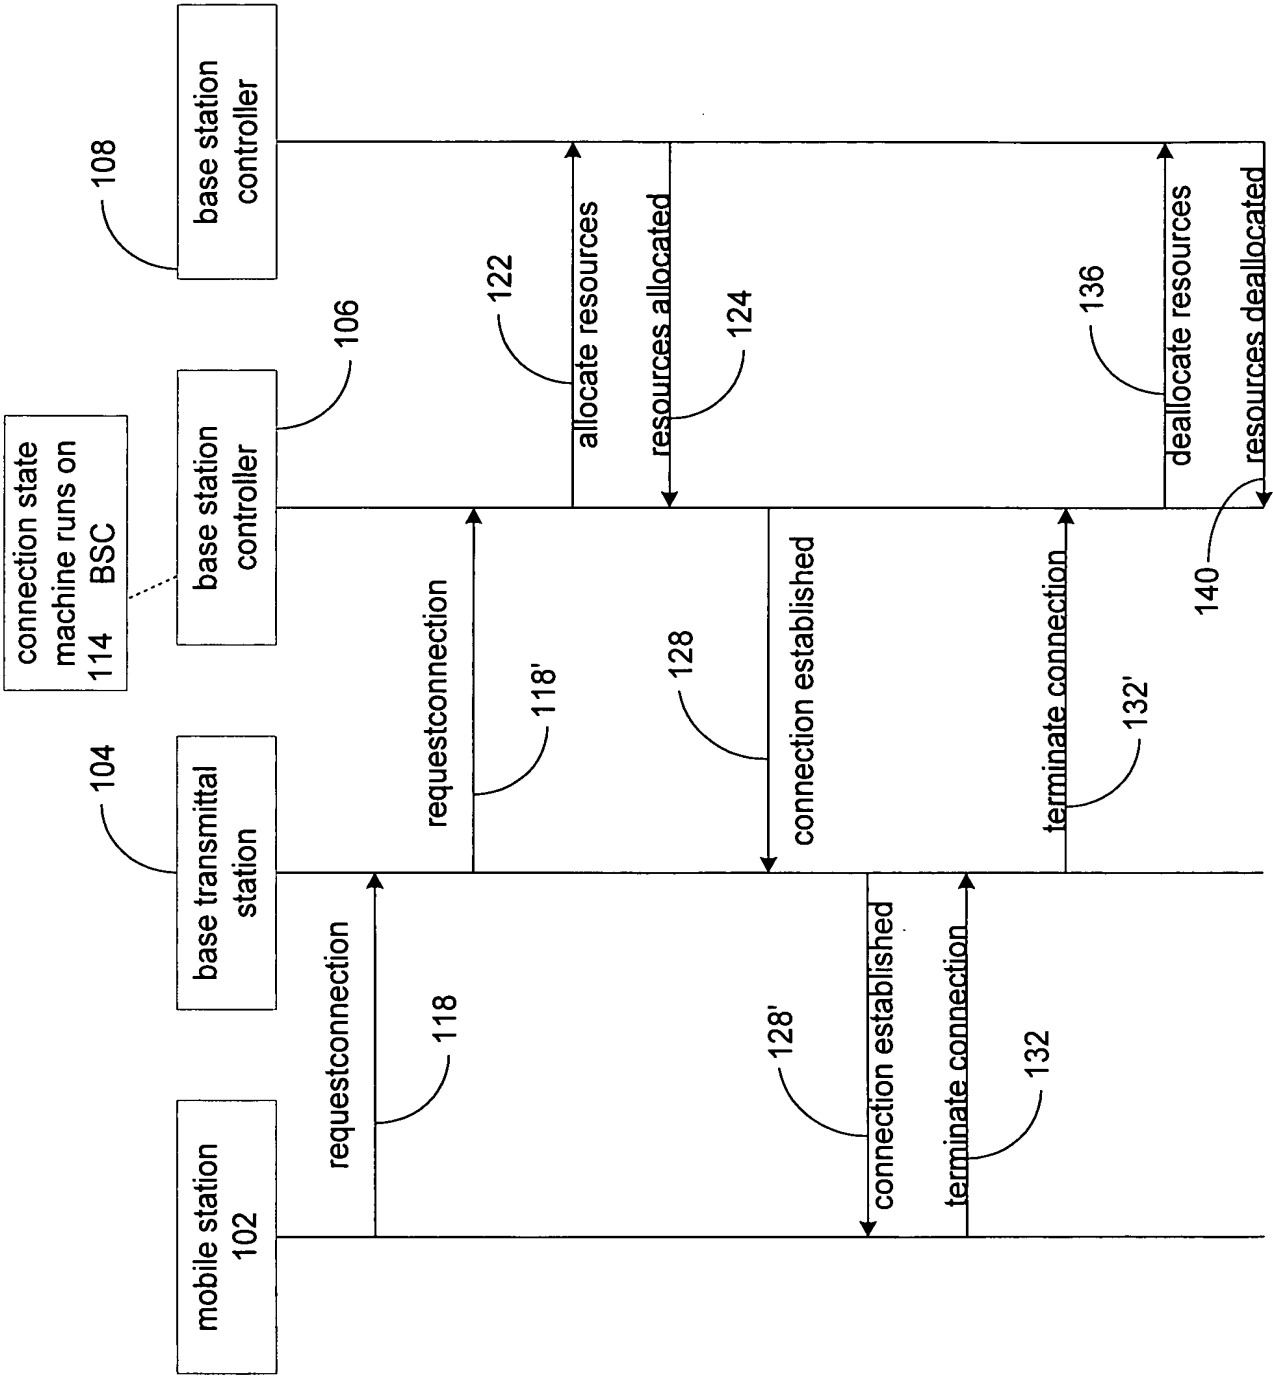 connection state
machine runs on
114 BSC
mobile station
102
base transmittal
station
104
base station
controller
106
base station
controller
108
requestconnection
118
requestconnection
118'
allocate resources
122
resources allocated
124
connection established
128
connection established
128'
terminate connection
132
terminate connection
132'
deallocate resources
136
resources deallocated
140